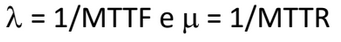 λ = 1/MTTF e μ = 1/MTTR